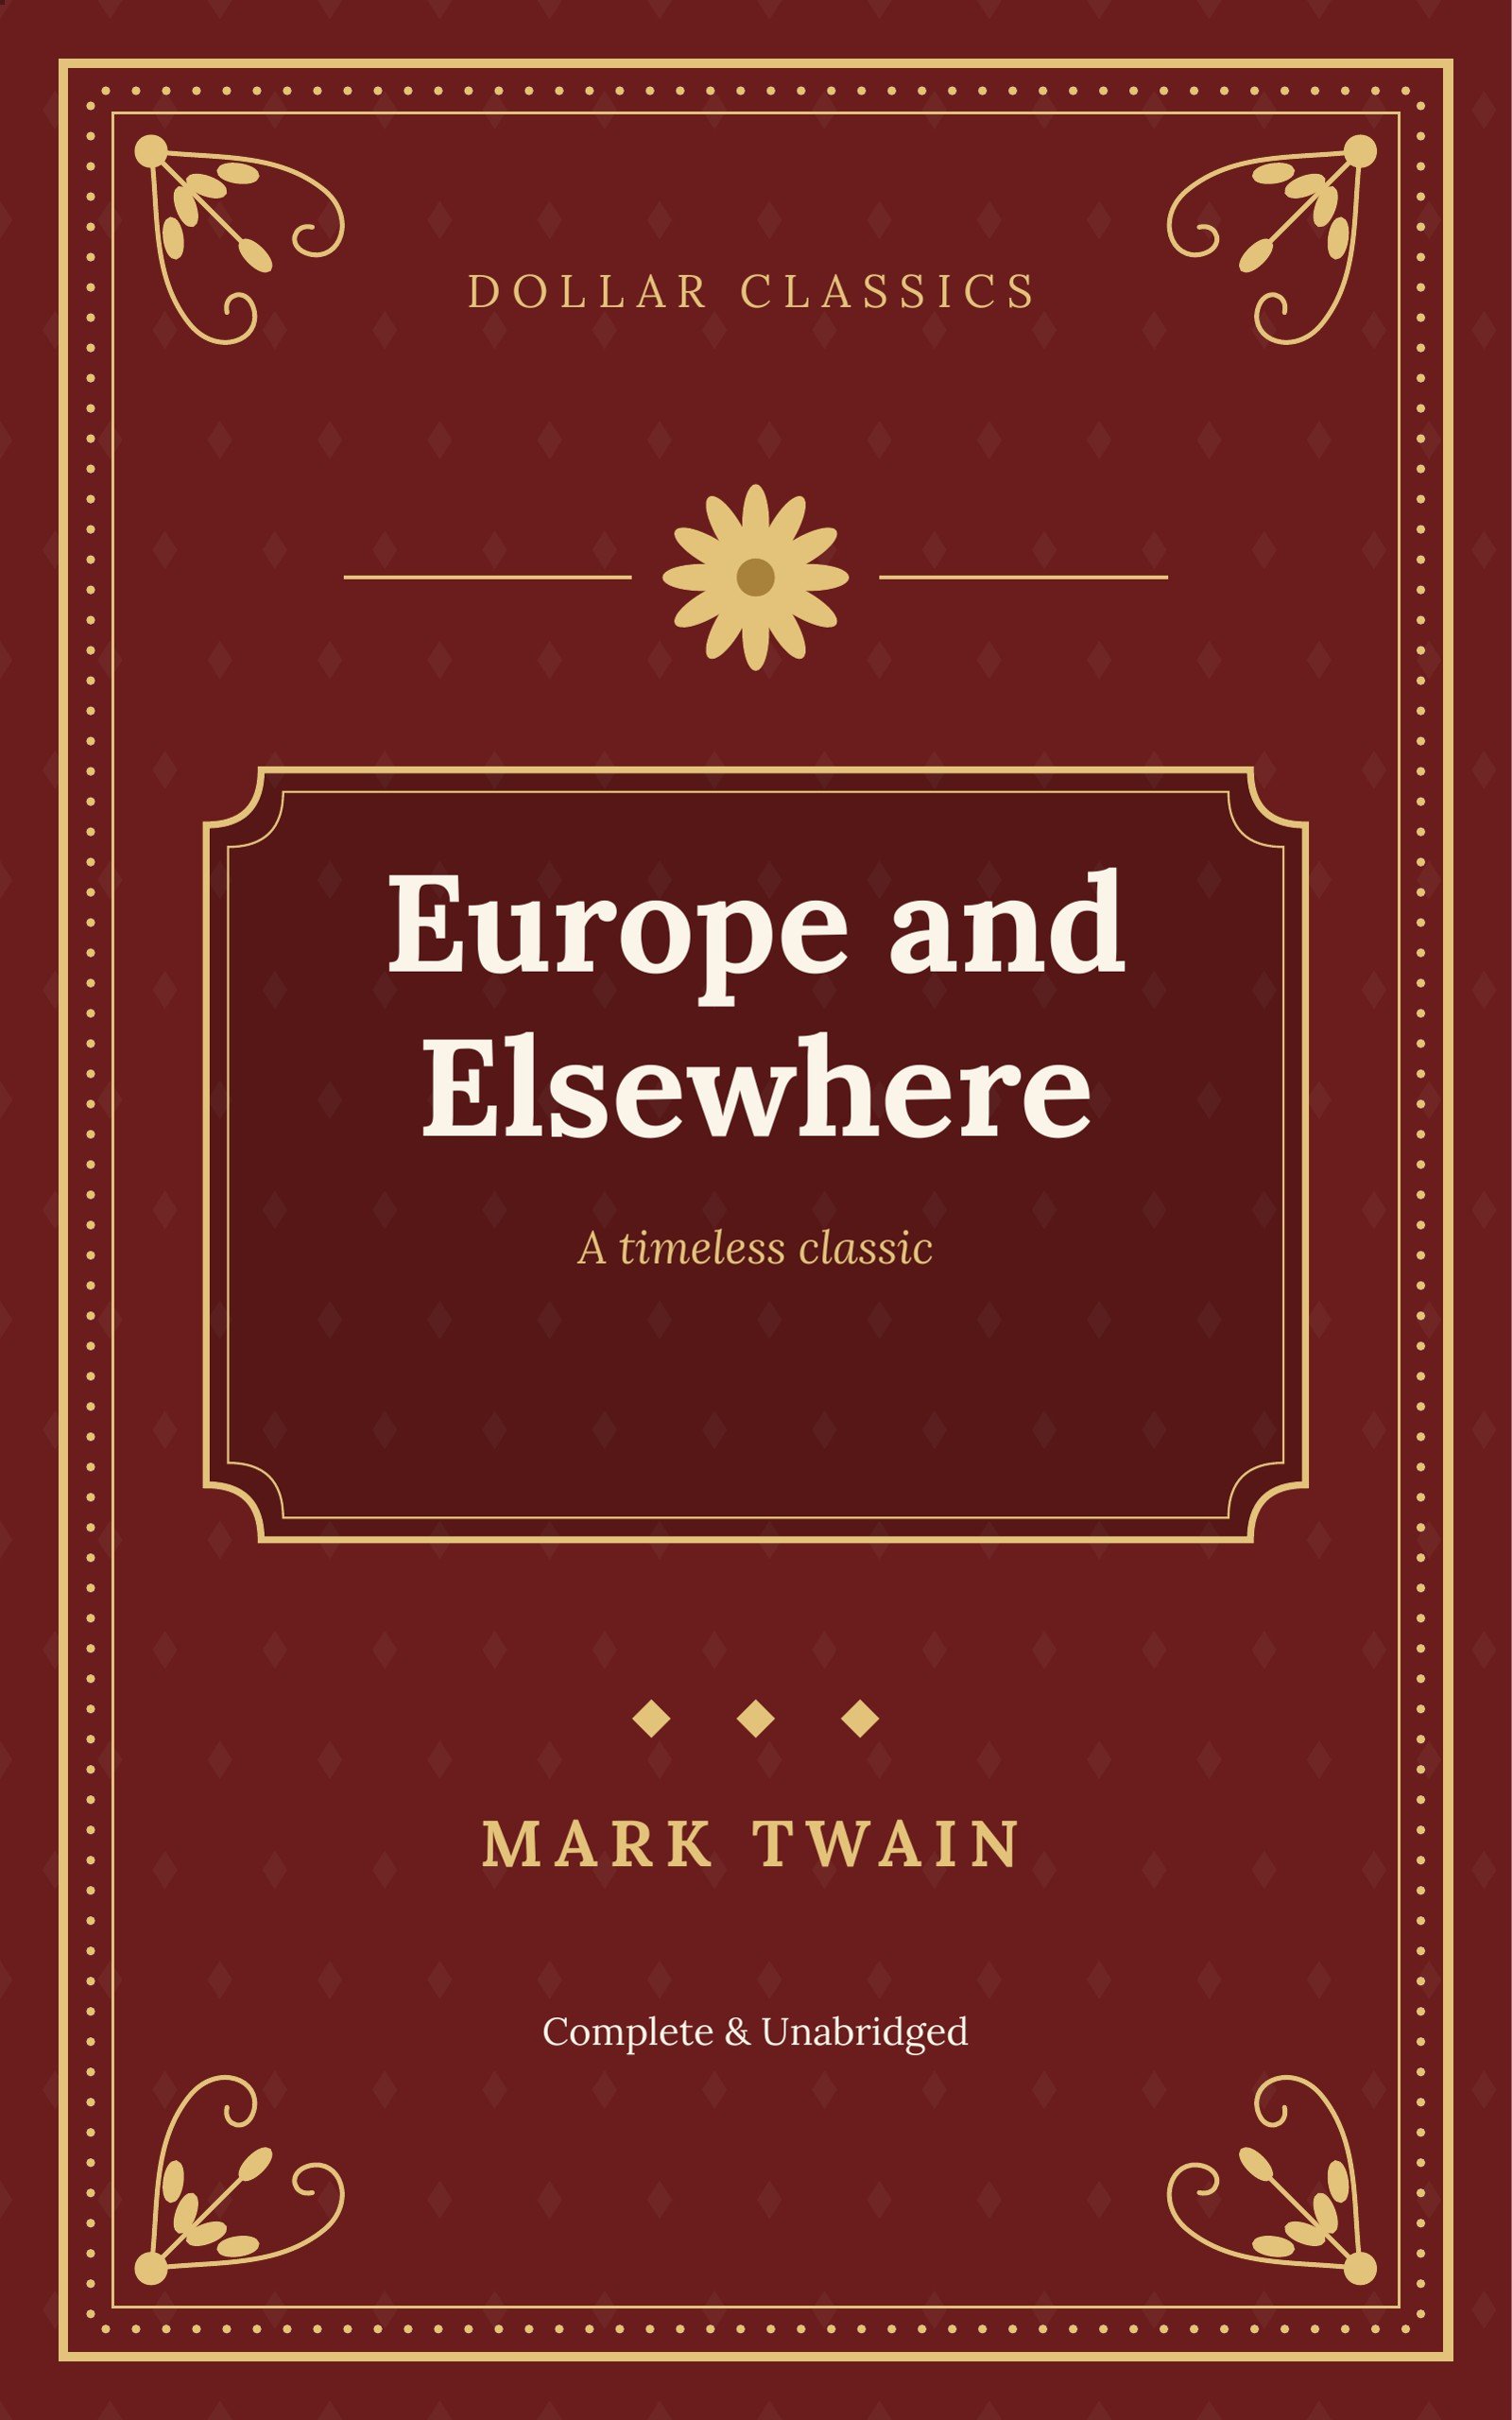 DOLLAR CLASSICS
Europe and
Elsewhere
A timeless classic
MARK TWAIN
Complete & Unabridged